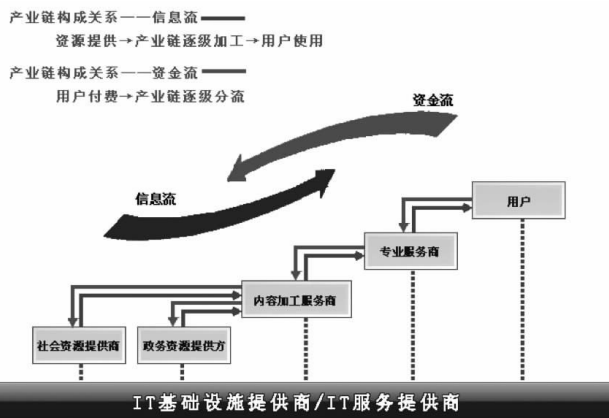 产业链构成关系——信息流
资源提供→产业链逐级加工→用户使用
产业链构成关系——资金流
用户付费→产业链逐级分流
资金流
信息流
用户
专业服务商
内容加工服务商
社会资源提供商
政务资源提供方
IT基础设施提供商/IT服务提供商